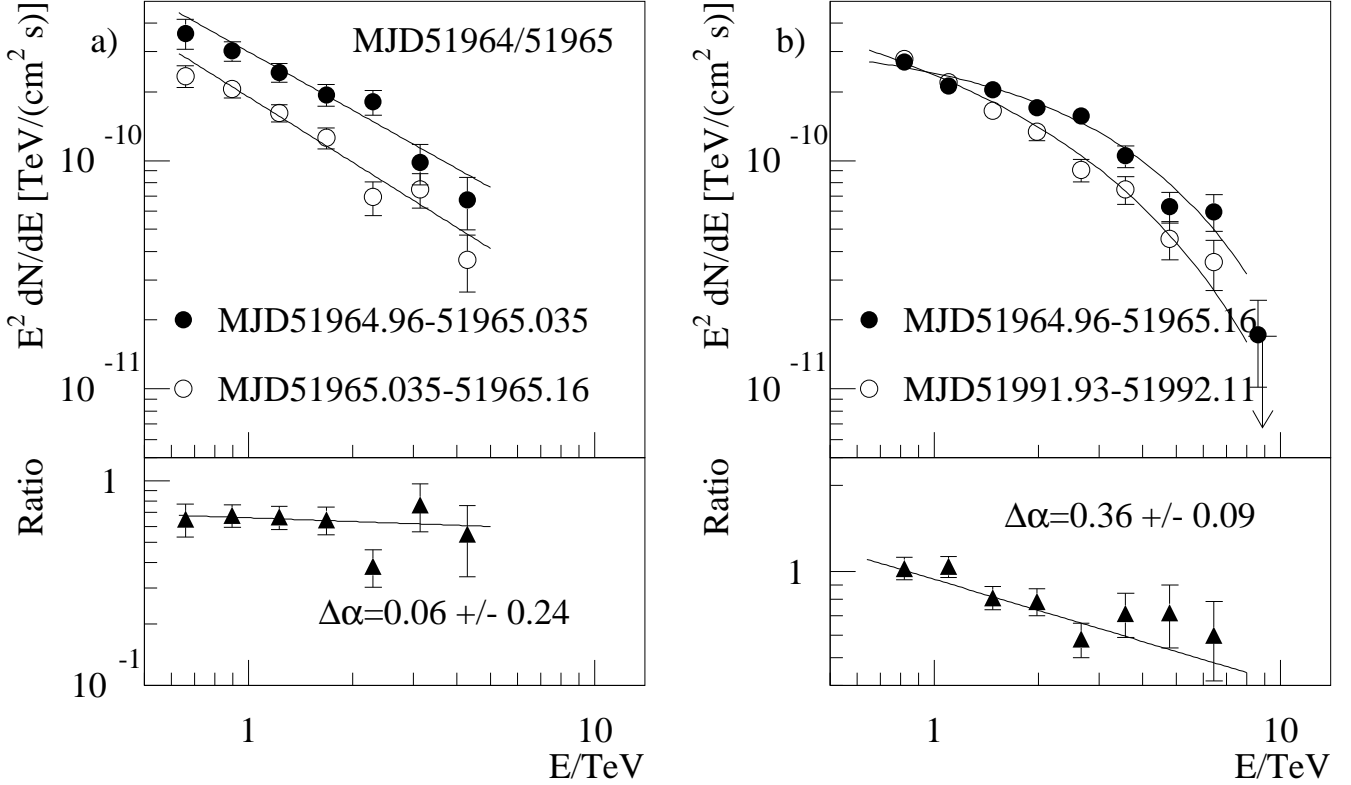 a) MJD51964/51965
E² dN/dE [TeV/(cm² s)]
10⁻¹⁰
MJD51964.96-51965.035
MJD51965.035-51965.16
10⁻¹¹
Ratio
1
Δα=0.06 +/- 0.24
10⁻¹
1 10
E/TeV
b)
E² dN/dE [TeV/(cm² s)]
10⁻¹⁰
MJD51964.96-51965.16
MJD51991.93-51992.11
10⁻¹¹
Ratio
Δα=0.36 +/- 0.09
1
1 10
E/TeV